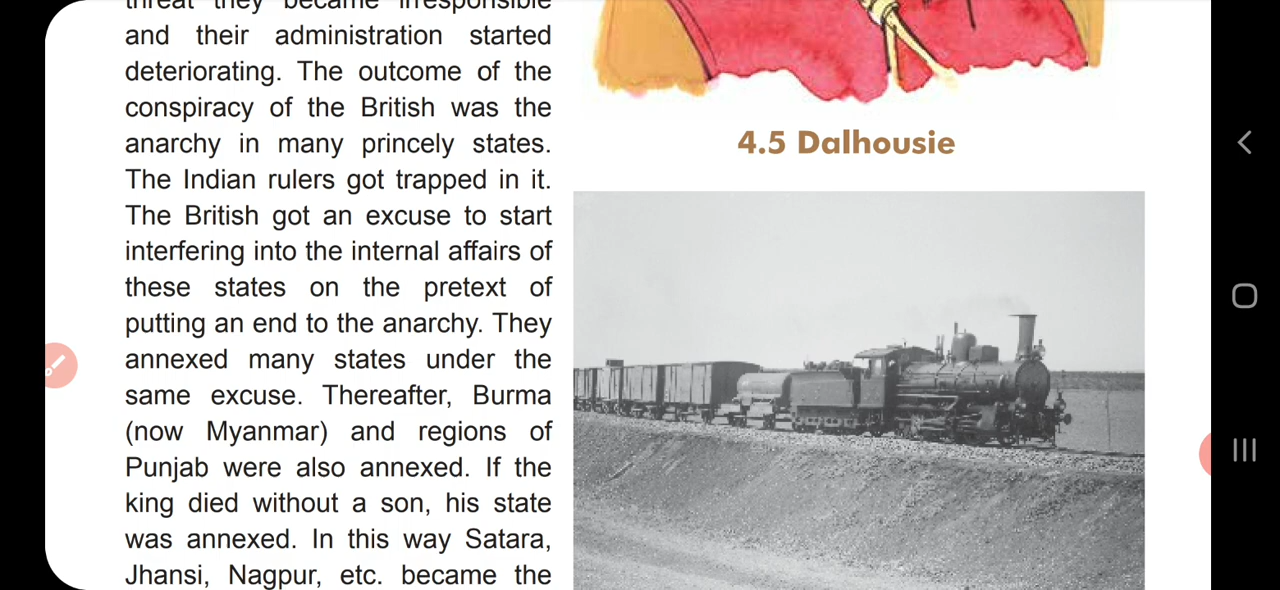 threat they became irresponsible
and their administration started
deteriorating. The outcome of the
conspiracy of the British was the
anarchy in many princely states.
The Indian rulers got trapped in it.
The British got an excuse to start
interfering into the internal affairs of
these states on the pretext of
putting an end to the anarchy. They
annexed many states under the
same excuse. Thereafter, Burma
(now Myanmar) and regions of
Punjab were also annexed. If the
king died without a son, his state
was annexed. In this way Satara,
Jhansi, Nagpur, etc. became the
4.5 Dalhousie